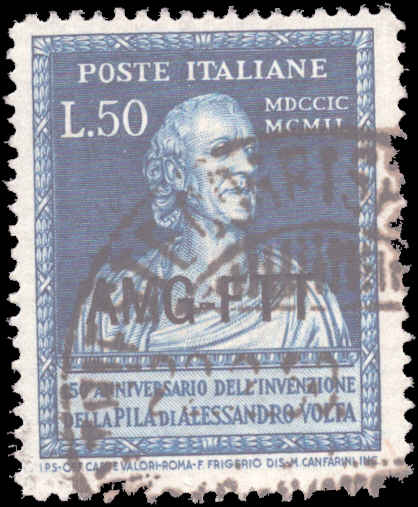 POSTE ITALIANE
L.50
MDCCIC
MCMIL
AMG-FTT
150° ANNIVERSARIO DELL'INVENZIONE
DELLA PILA DI ALESSANDRO VOLTA
I.P.S-OFF. CARTE VALORI-ROMA-F. FRIGERIO DIS. M. CANFARINI INC.